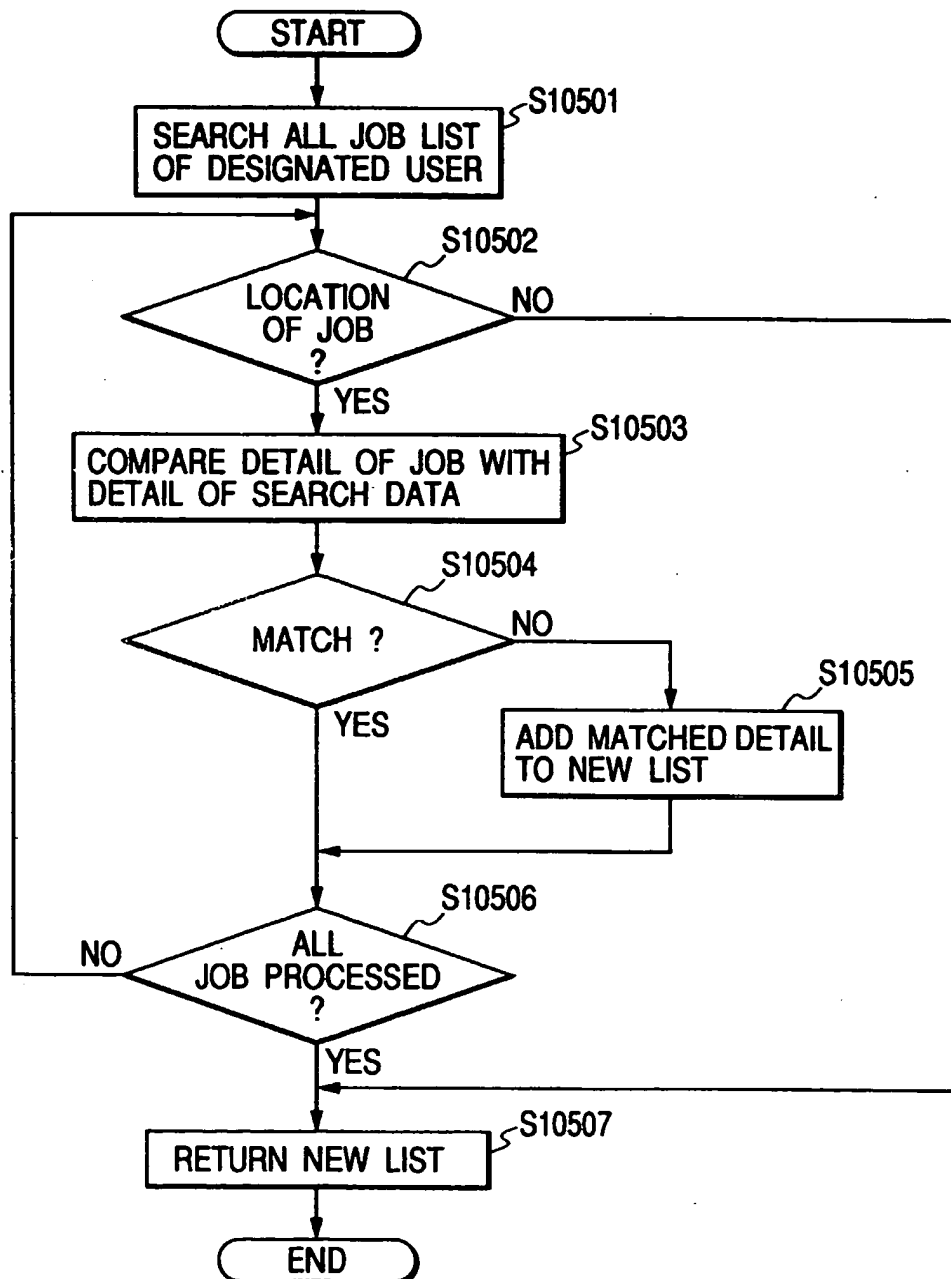 START
S10501
SEARCH ALL JOB LIST
OF DESIGNATED USER
S10502
LOCATION
OF JOB
?
NO
YES
S10503
COMPARE DETAIL OF JOB WITH
DETAIL OF SEARCH DATA
S10504
MATCH ?
NO
YES
S10505
ADD MATCHED DETAIL
TO NEW LIST
S10506
ALL
JOB PROCESSED
?
NO
YES
S10507
RETURN NEW LIST
END